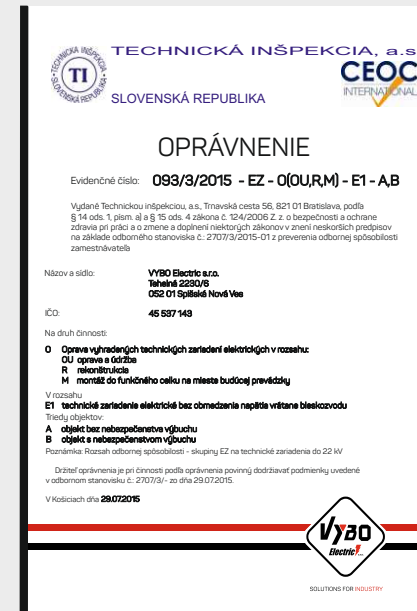 TECHNICKÁ INŠPEKCIA, a.s
TECHNICKÁ INŠPEKCIA
TI
SLOVENSKÁ REPUBLIKA
CEOC
INTERNATIONAL
SLOVENSKÁ REPUBLIKA
OPRÁVNENIE
Evidenčné číslo: 093/3/2015 - EZ - O(OU,R,M) - E1 - A,B
Vydané Technickou inšpekciou, a.s., Trnavská cesta 56, 821 01 Bratislava, podľa
§ 14 ods. 1, písm. a) a § 15 ods. 4 zákona č. 124/2006 Z. z. o bezpečnosti a ochrane
zdravia pri práci a o zmene a doplnení niektorých zákonov v znení neskorších predpisov
na základe odborného stanoviska č.: 2707/3/2015-01 z preverenia odbornej spôsobilosti
zamestnávateľa
Názov a sídlo: VYBO Electric s.r.o.
Tehelná 2230/6
052 01 Spišská Nová Ves
IČO: 45 537 143
Na druh činnosti:
O Oprava vyhradených technických zariadení elektrických v rozsahu:
OU oprava a údržba
R rekonštrukcia
M montáž do funkčného celku na mieste budúcej prevádzky
V rozsahu
E1 technické zariadenie elektrické bez obmedzenia napätia vrátane bleskozvodu
Triedy objektov:
A objekt bez nebezpečenstva výbuchu
B objekt s nebezpečenstvom výbuchu
Poznámka: Rozsah odbornej spôsobilosti - skupiny EZ na technické zariadenia do 22 kV
Držiteľ oprávnenia je pri činnosti podľa oprávnenia povinný dodržiavať podmienky uvedené
v odbornom stanovisku č.: 2707/3/- zo dňa 29.07.2015.
V Košiciach dňa 29.07.2015
VYBO
Electric
SOLUTIONS FOR INDUSTRY